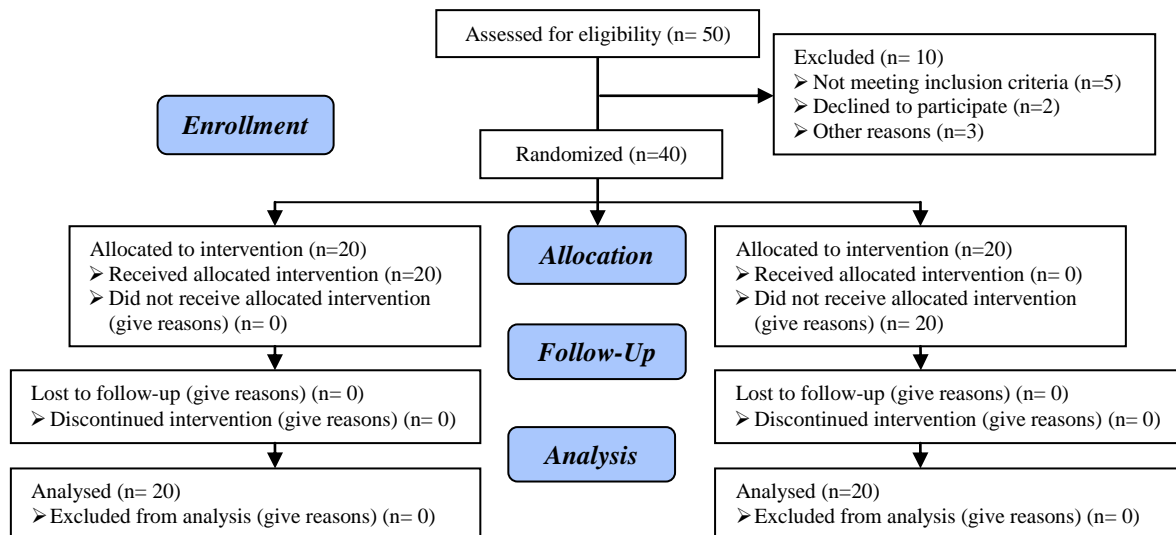 Assessed for eligibility (n= 50)
Excluded (n= 10)
➢ Not meeting inclusion criteria (n=5)
➢ Declined to participate (n=2)
➢ Other reasons (n=3)
Enrollment
Randomized (n=40)
Allocated to intervention (n=20)
➢ Received allocated intervention (n=20)
➢ Did not receive allocated intervention
(give reasons) (n= 0)
Allocation
Allocated to intervention (n=20)
➢ Received allocated intervention (n= 0)
➢ Did not receive allocated intervention
(give reasons) (n= 20)
Follow-Up
Lost to follow-up (give reasons) (n= 0)
➢ Discontinued intervention (give reasons) (n= 0)
Lost to follow-up (give reasons) (n= 0)
➢ Discontinued intervention (give reasons) (n= 0)
Analysis
Analysed (n= 20)
➢ Excluded from analysis (give reasons) (n= 0)
Analysed (n=20)
➢ Excluded from analysis (give reasons) (n= 0)